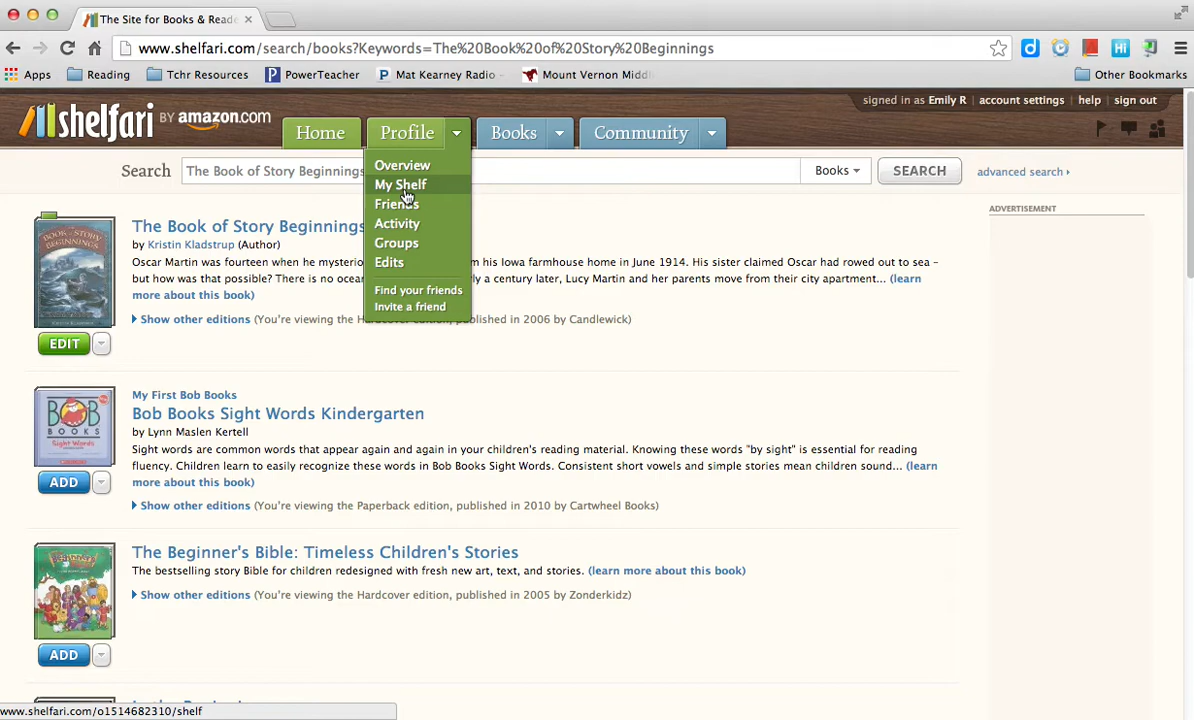 The Site for Books & Reade
www.shelfari.com/search/books?Keywords=The%20Book%20of%20Story%20Beginnings
Apps Reading Tchr Resources PowerTeacher Mat Kearney Radio Mount Vernon Middl Other Bookmarks
signed in as Emily R account settings help sign out
shelfari BY amazon.com
Home Profile Books Community
Search The Book of Story Beginnings Books SEARCH advanced search ›
Overview
My Shelf
Friends
Activity
Groups
Edits
Find your friends
Invite a friend
ADVERTISEMENT
The Book of Story Beginnings
by Kristin Kladstrup (Author)
Oscar Martin was fourteen when he myste Iowa farmhouse home in June 1914. His sister claimed Oscar had rowed out to sea –
but how was that possible? There is no ocea ly a century later, Lucy Martin and her parents move from their city apartment... (learn
more about this book)
Show other editions (You're viewing the published in 2006 by Candlewick)
EDIT
My First Bob Books
Bob Books Sight Words Kindergarten
by Lynn Maslen Kertell
Sight words are common words that appear again and again in your children's reading material. Knowing these words "by sight" is essential for reading
fluency. Children learn to easily recognize these words in Bob Books Sight Words. Consistent short vowels and simple stories mean children sound... (learn
more about this book)
Show other editions (You're viewing the Paperback edition, published in 2010 by Cartwheel Books)
ADD
The Beginner's Bible: Timeless Children's Stories
The bestselling story Bible for children redesigned with fresh new art, text, and stories. (learn more about this book)
Show other editions (You're viewing the Hardcover edition, published in 2005 by Zonderkidz)
ADD
www.shelfari.com/o1514682310/shelf